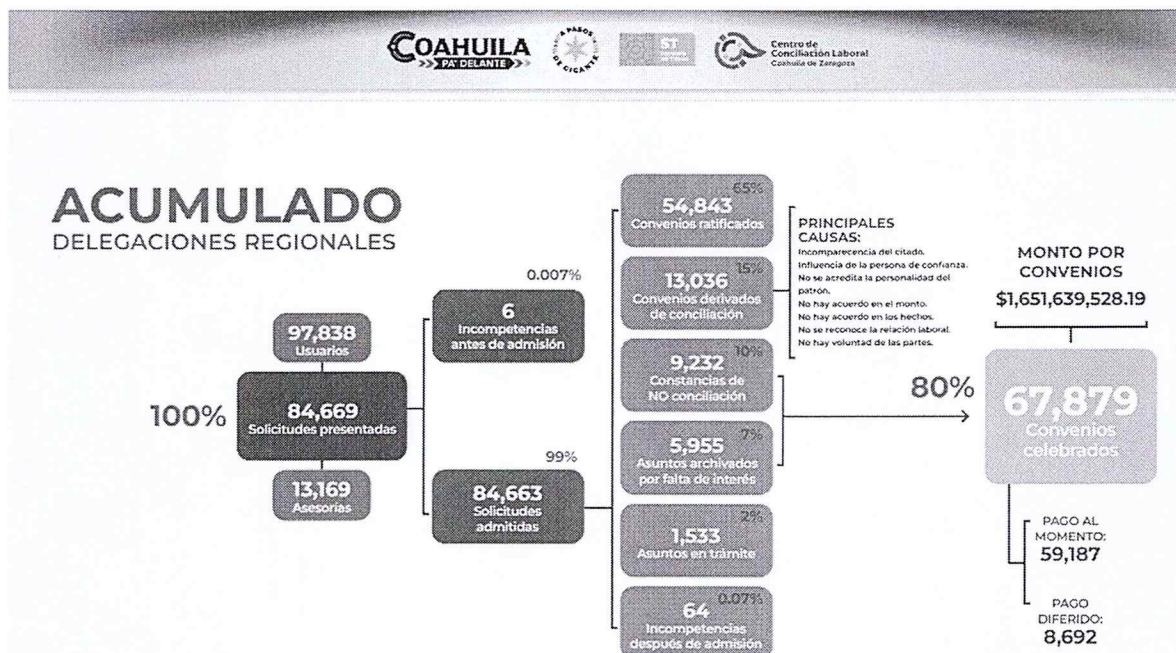 COAHUILA
PA' DELANTE
A PASOS
DE GIGANTE
ST
Centro de
Conciliación Laboral
Coahuila de Zaragoza
ACUMULADO
DELEGACIONES REGIONALES
100%
97,838
Usuarios
84,669
Solicitudes presentadas
13,169
Asesorías
0.007%
6
Incompetencias
antes de admisión
99%
84,663
Solicitudes
admitidas
65%
54,843
Convenios ratificados
15%
13,036
Convenios derivados
de conciliación
10%
9,232
Constancias de
NO conciliación
7%
5,955
Asuntos archivados
por falta de interés
2%
1,533
Asuntos en trámite
0.07%
64
Incompetencias
después de admisión
PRINCIPALES
CAUSAS:
Incomparecencia del citado.
Influencia de la persona de confianza.
No se acredita la personalidad del
patrón.
No hay acuerdo en el monto.
No hay acuerdo en los hechos.
No se reconoce la relación laboral.
No hay voluntad de las partes.
80%
MONTO POR
CONVENIOS
$1,651,639,528.19
67,879
Convenios
celebrados
PAGO AL
MOMENTO:
59,187
PAGO
DIFERIDO:
8,692